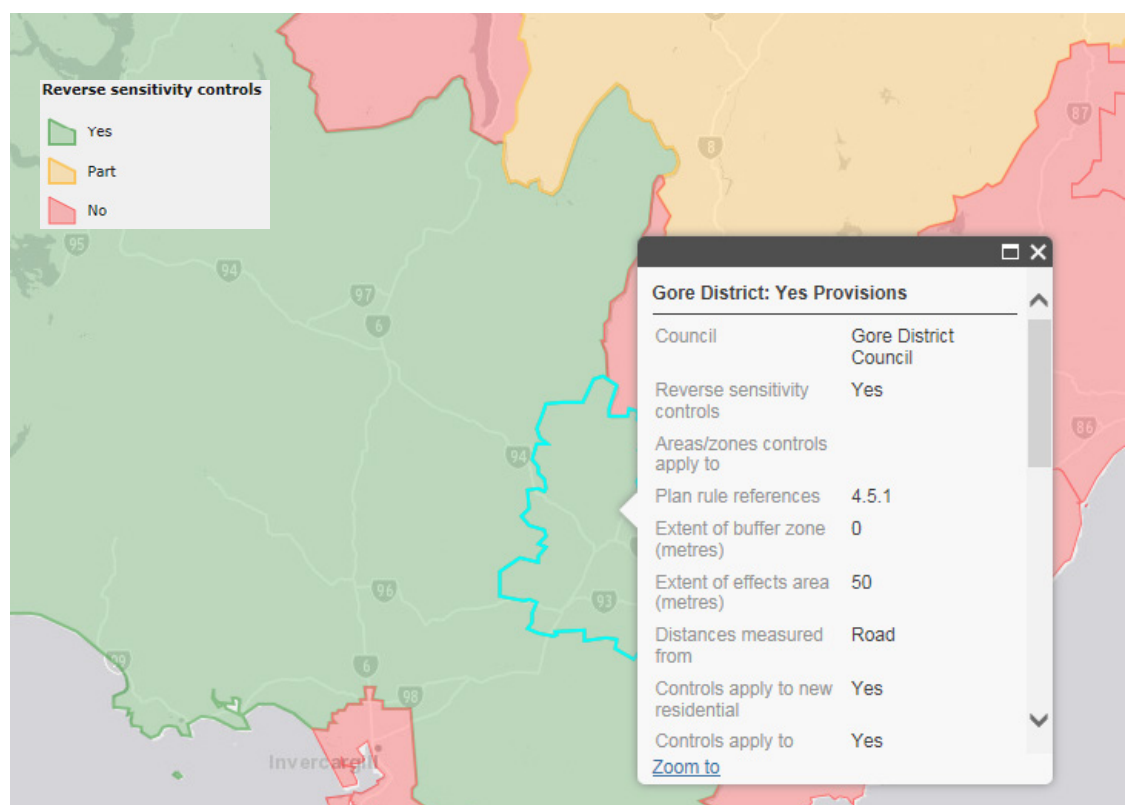 Reverse sensitivity controls
Yes
Part
No
87
8
95
94
97
6
Gore District: Yes Provisions
Council
Gore District
Council
Reverse sensitivity
controls
Yes
Areas/zones controls
apply to
Plan rule references
4.5.1
Extent of buffer zone
(metres)
0
Extent of effects area
(metres)
50
Distances measured
from
Road
Controls apply to new
residential
Yes
Controls apply to
Yes
Zoom to
86
94
96
93
99
6
98
Invercargill